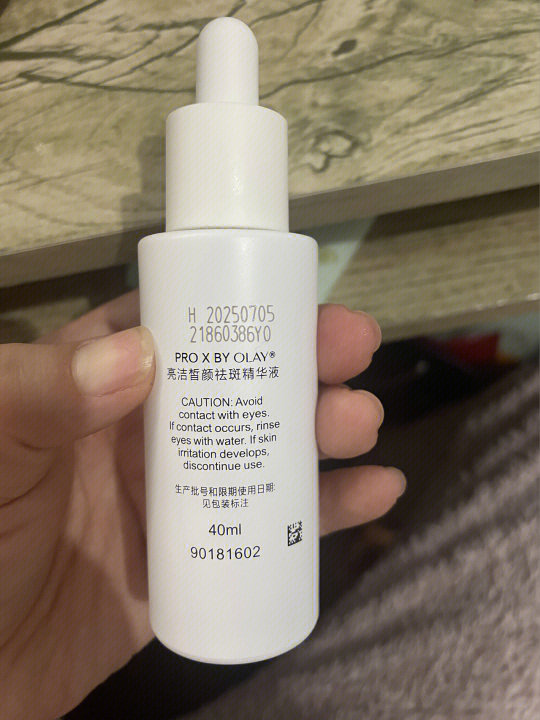 H 20250705
21860386Y0
PRO X BY OLAY®
亮洁皙颜祛斑精华液
CAUTION: Avoid
contact with eyes.
If contact occurs, rinse
eyes with water. If skin
irritation develops,
discontinue use.
生产批号和限期使用日期:
见包装标注
40ml
90181602